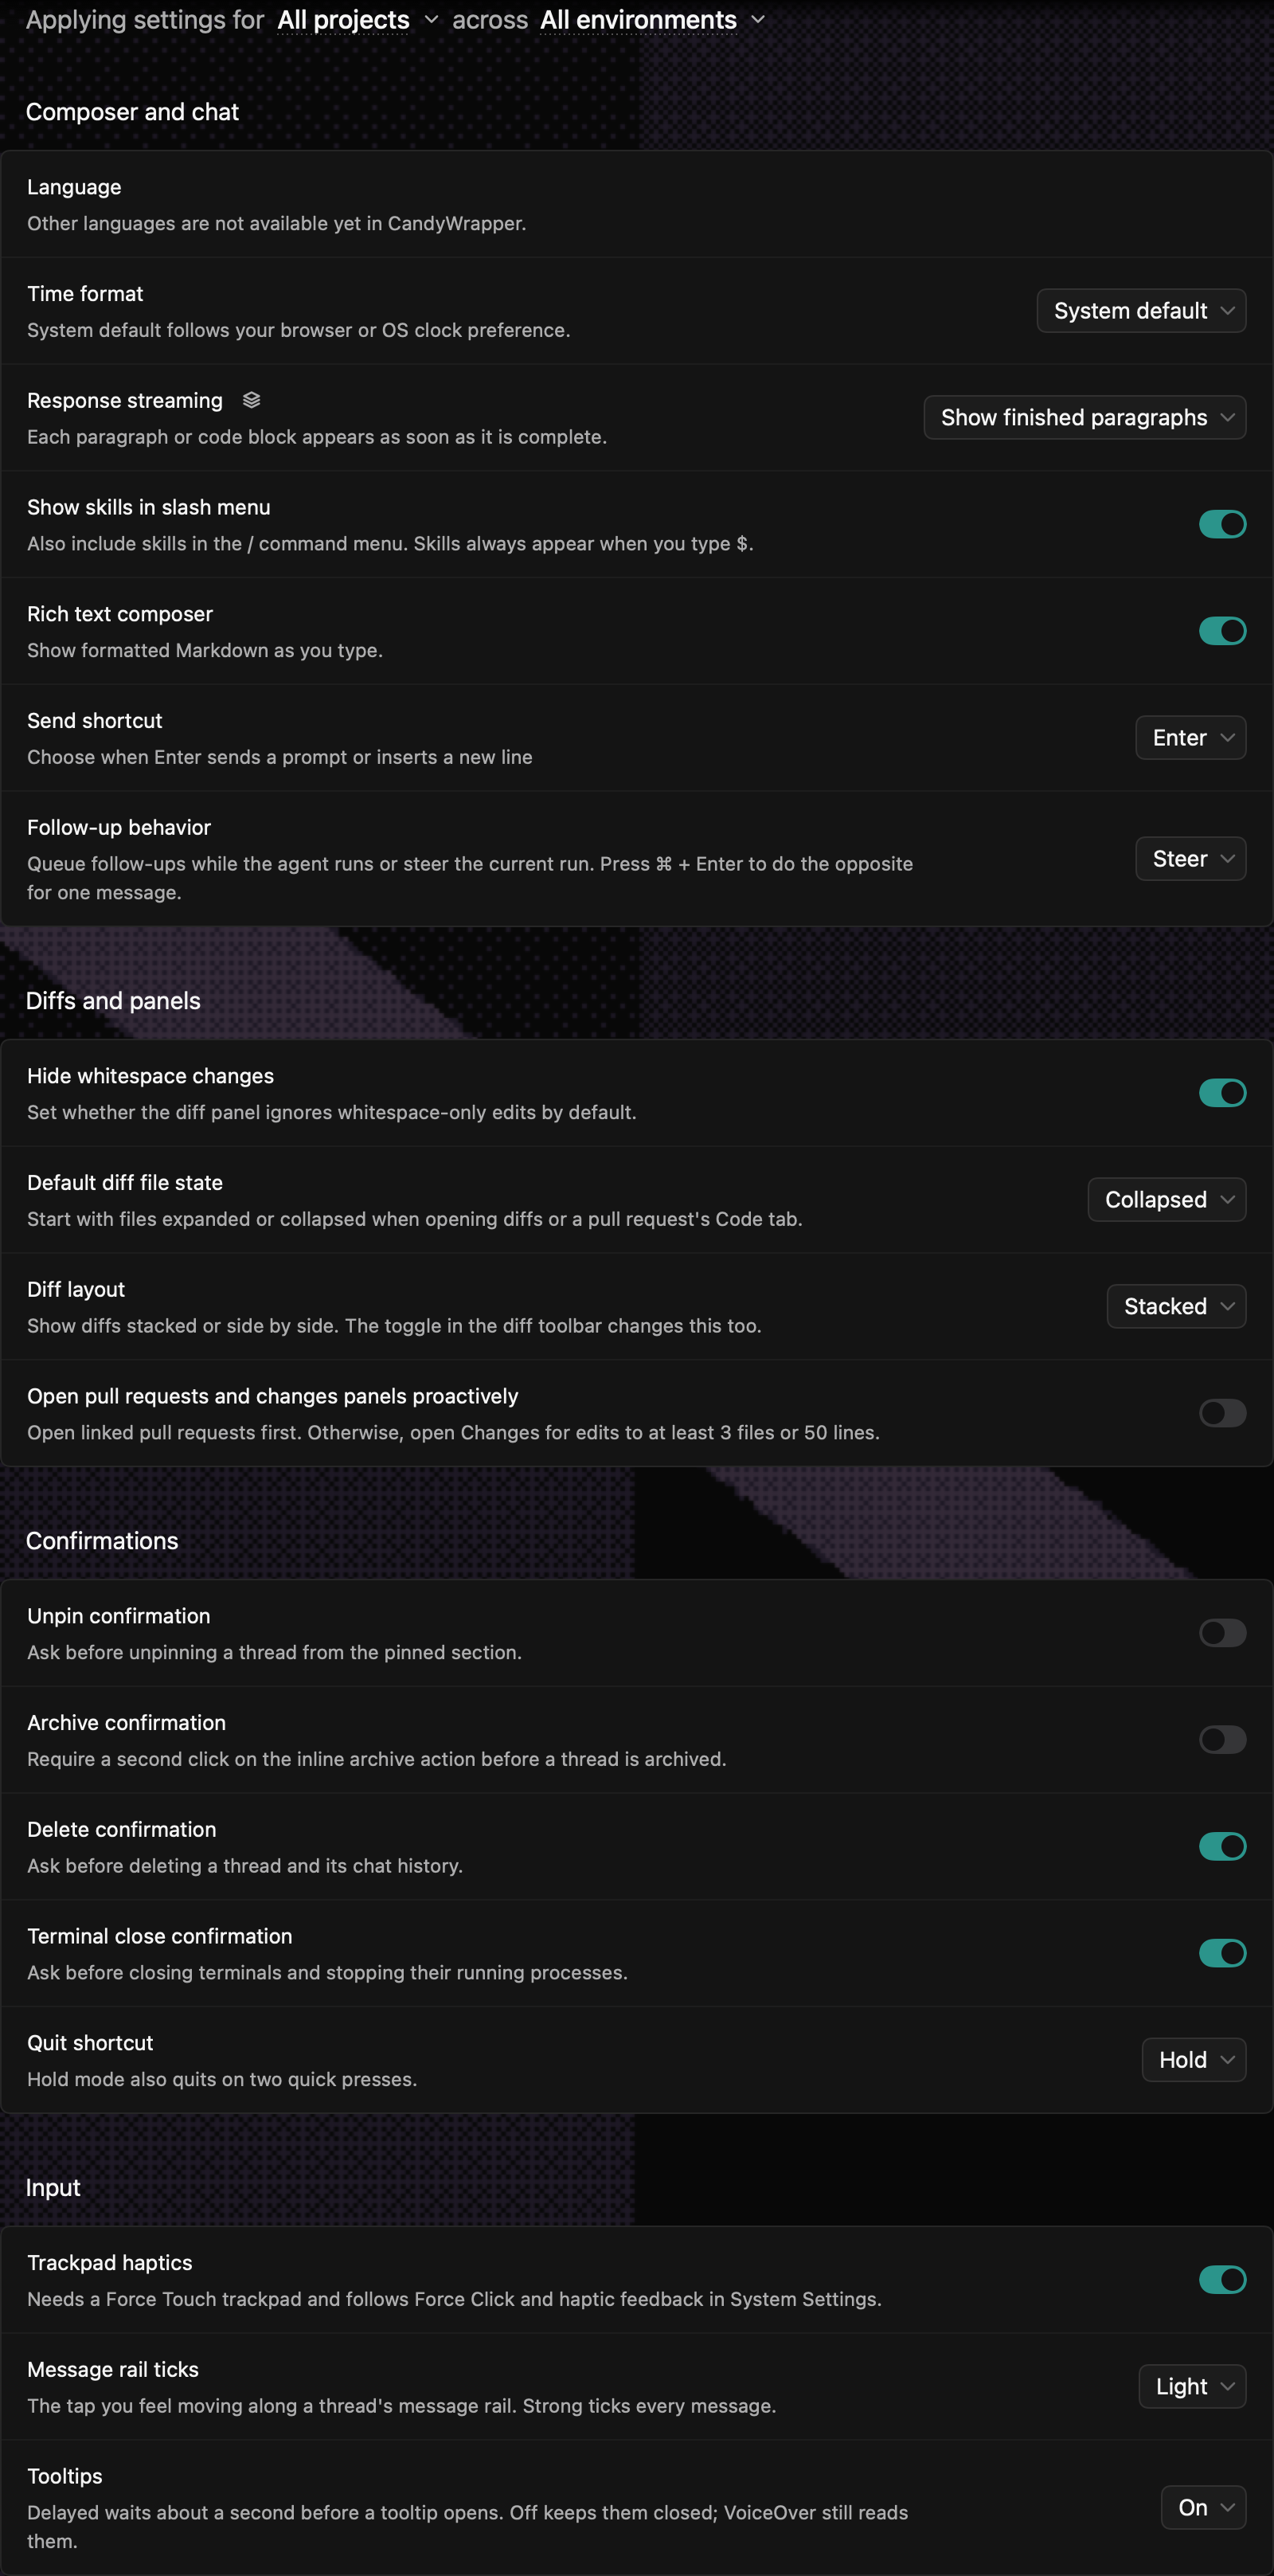 Applying settings for All projects across All environments
Composer and chat
Language
Other languages are not available yet in CandyWrapper.
Time format
System default follows your browser or OS clock preference.
System default
Response streaming
Each paragraph or code block appears as soon as it is complete.
Show finished paragraphs
Show skills in slash menu
Also include skills in the / command menu. Skills always appear when you type $.
Rich text composer
Show formatted Markdown as you type.
Send shortcut
Choose when Enter sends a prompt or inserts a new line
Enter
Follow-up behavior
Queue follow-ups while the agent runs or steer the current run. Press ⌘ + Enter to do the opposite
for one message.
Steer
Diffs and panels
Hide whitespace changes
Set whether the diff panel ignores whitespace-only edits by default.
Default diff file state
Start with files expanded or collapsed when opening diffs or a pull request's Code tab.
Collapsed
Diff layout
Show diffs stacked or side by side. The toggle in the diff toolbar changes this too.
Stacked
Open pull requests and changes panels proactively
Open linked pull requests first. Otherwise, open Changes for edits to at least 3 files or 50 lines.
Confirmations
Unpin confirmation
Ask before unpinning a thread from the pinned section.
Archive confirmation
Require a second click on the inline archive action before a thread is archived.
Delete confirmation
Ask before deleting a thread and its chat history.
Terminal close confirmation
Ask before closing terminals and stopping their running processes.
Quit shortcut
Hold mode also quits on two quick presses.
Hold
Input
Trackpad haptics
Needs a Force Touch trackpad and follows Force Click and haptic feedback in System Settings.
Message rail ticks
The tap you feel moving along a thread's message rail. Strong ticks every message.
Light
Tooltips
Delayed waits about a second before a tooltip opens. Off keeps them closed; VoiceOver still reads
them.
On